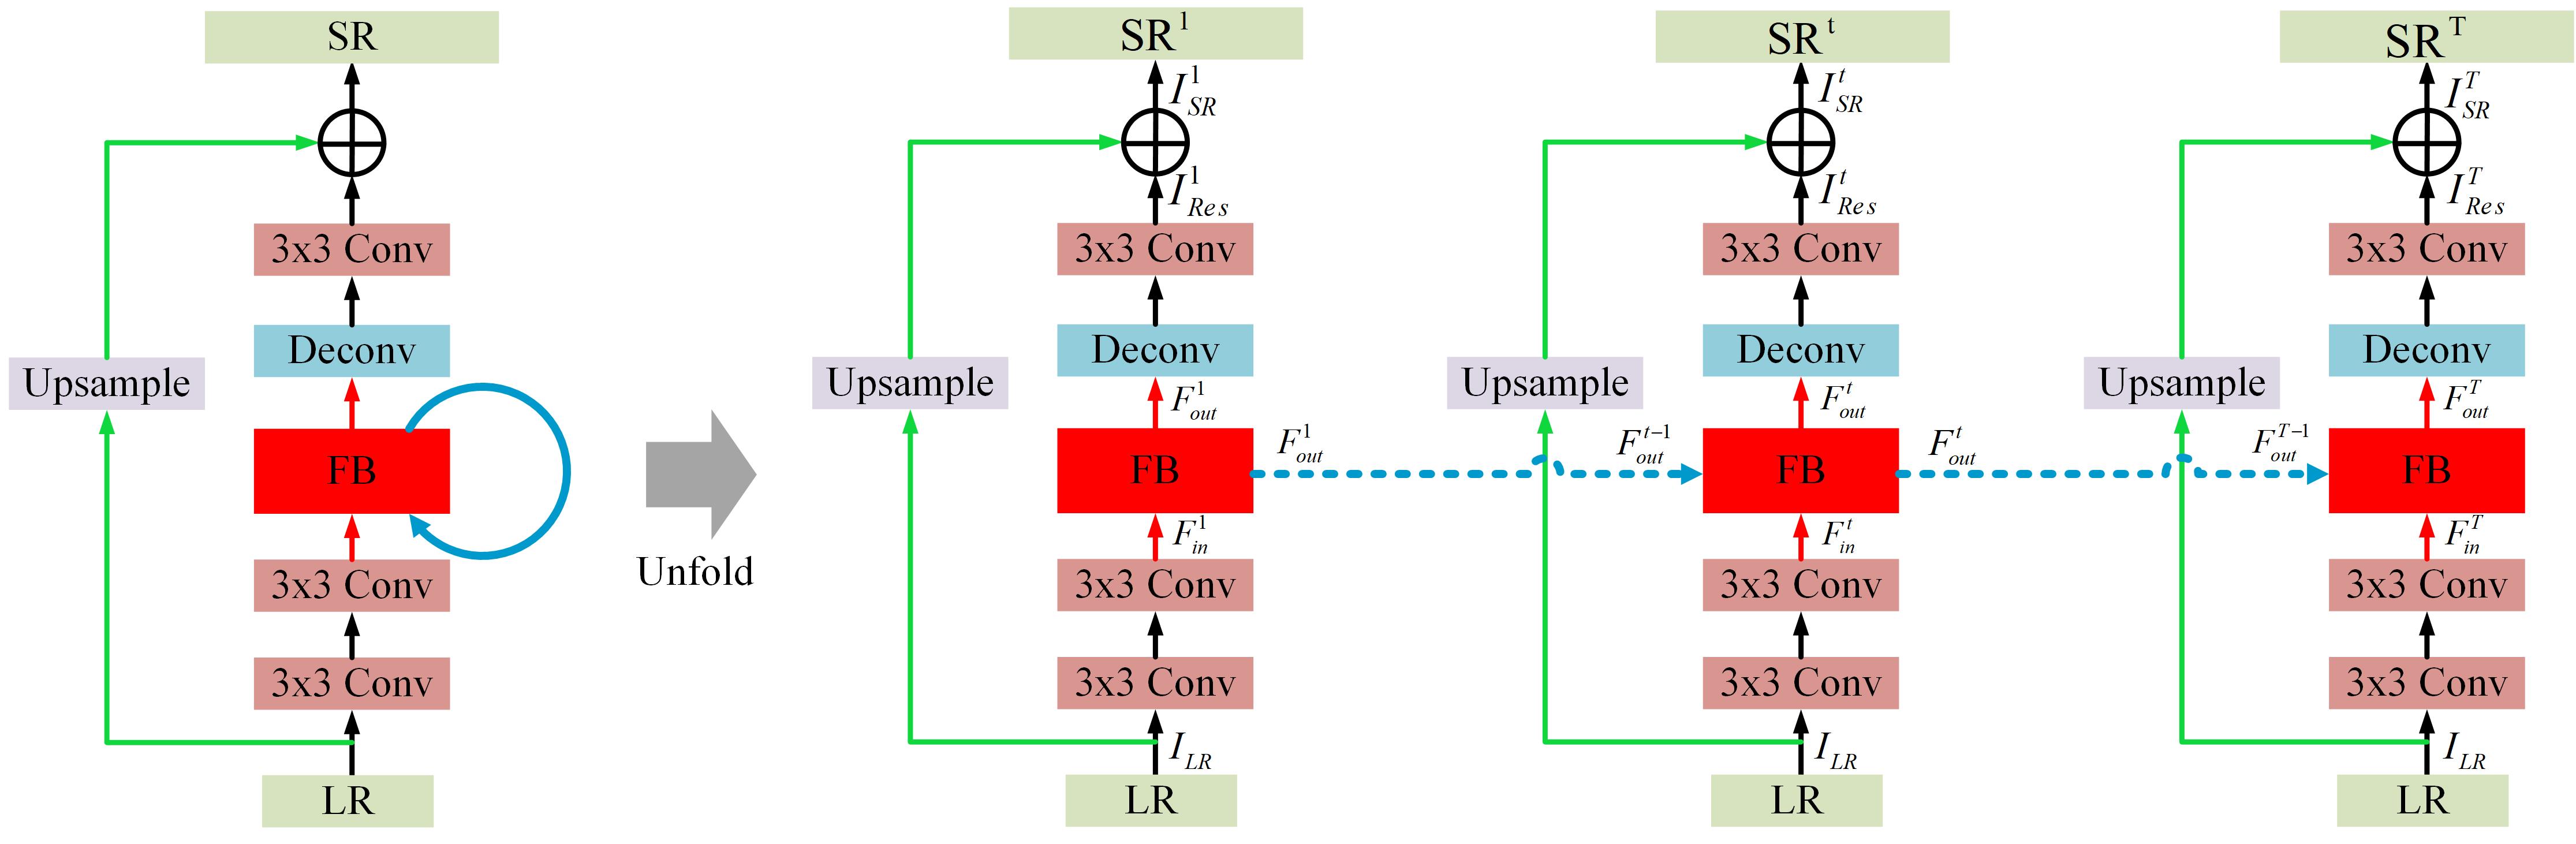 SR
3x3 Conv
Deconv
Upsample
FB
3x3 Conv
3x3 Conv
LR
Unfold
SR^1
I_{SR}^1
I_{Res}^1
3x3 Conv
Deconv
Upsample
F_{out}^1
FB
F_{out}^1
F_{in}^1
3x3 Conv
3x3 Conv
I_{LR}
LR
SR^t
I_{SR}^t
I_{Res}^t
3x3 Conv
Deconv
Upsample
F_{out}^t
F_{out}^{t-1}
FB
F_{out}^t
F_{in}^t
3x3 Conv
3x3 Conv
I_{LR}
LR
SR^T
I_{SR}^T
I_{Res}^T
3x3 Conv
Deconv
Upsample
F_{out}^T
F_{out}^{T-1}
FB
F_{in}^T
3x3 Conv
3x3 Conv
I_{LR}
LR